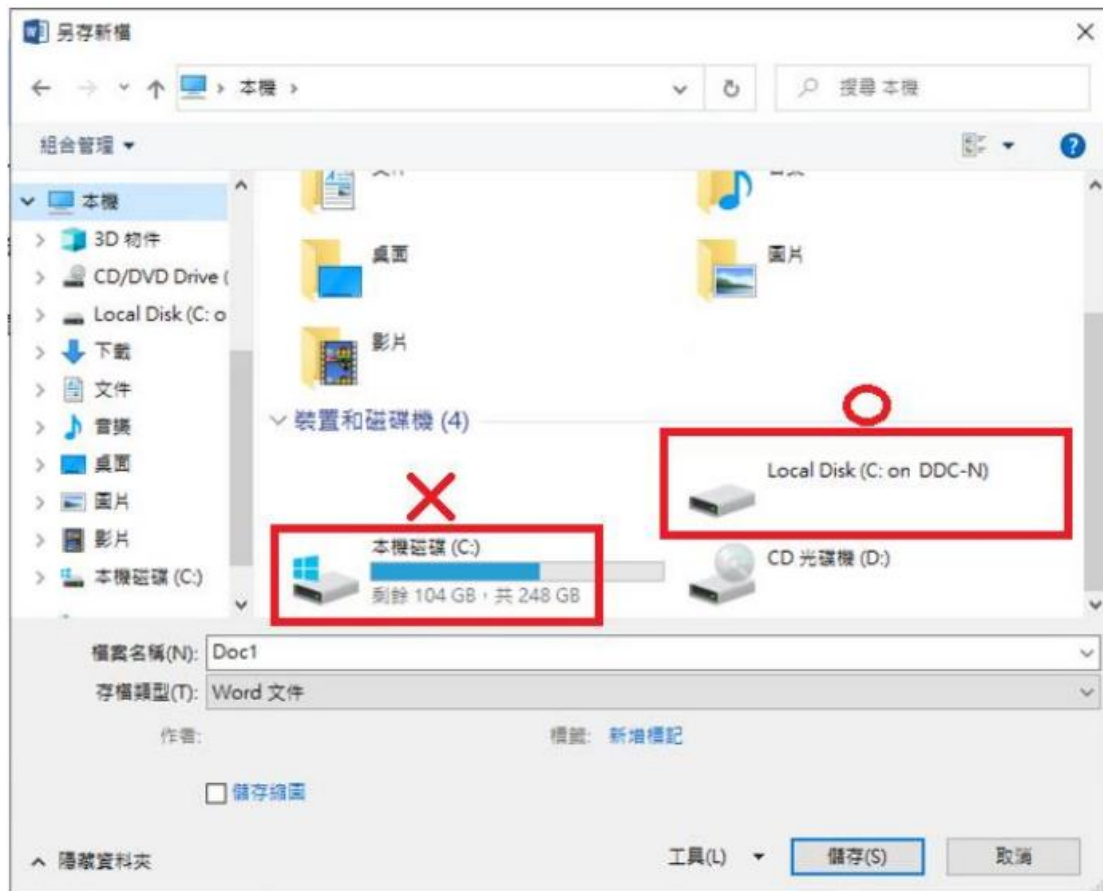 另存新檔
本機
搜尋 本機
組合管理
本機
3D 物件
CD/DVD Drive (
Local Disk (C: o
下載
文件
音樂
桌面
圖片
影片
本機磁碟 (C:)
桌面
圖片
影片
裝置和磁碟機 (4)
Local Disk (C: on DDC-N)
本機磁碟 (C:)
剩餘 104 GB，共 248 GB
CD 光碟機 (D:)
檔案名稱(N): Doc1
存檔類型(T): Word 文件
作者:
標籤: 新增標記
儲存縮圖
隱藏資料夾
工具(L)
儲存(S)
取消